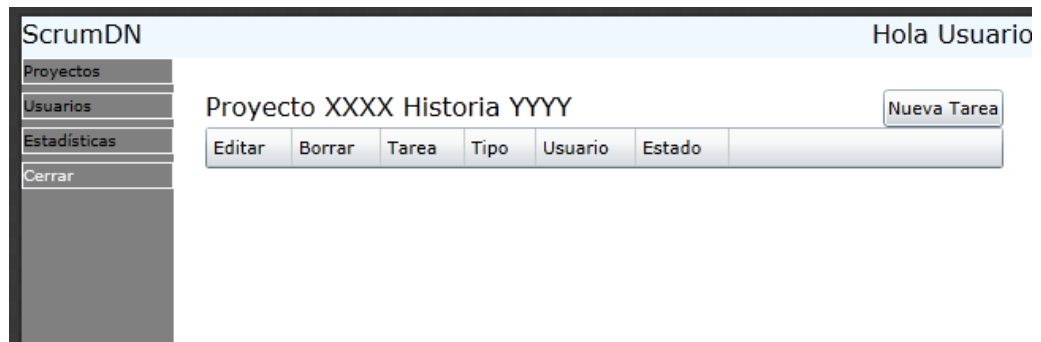 ScrumDN Hola Usuario
Proyectos
Usuarios
Estadísticas
Cerrar
Proyecto XXXX Historia YYYY Nueva Tarea
Editar Borrar Tarea Tipo Usuario Estado